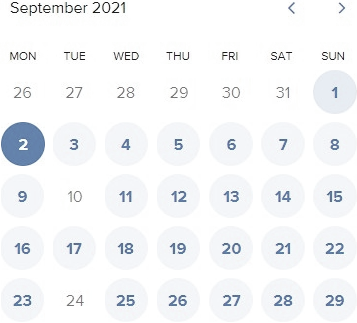 September 2021
MON TUE WED THU FRI SAT SUN
26 27 28 29 30 31 1
2 3 4 5 6 7 8
9 10 11 12 13 14 15
16 17 18 19 20 21 22
23 24 25 26 27 28 29